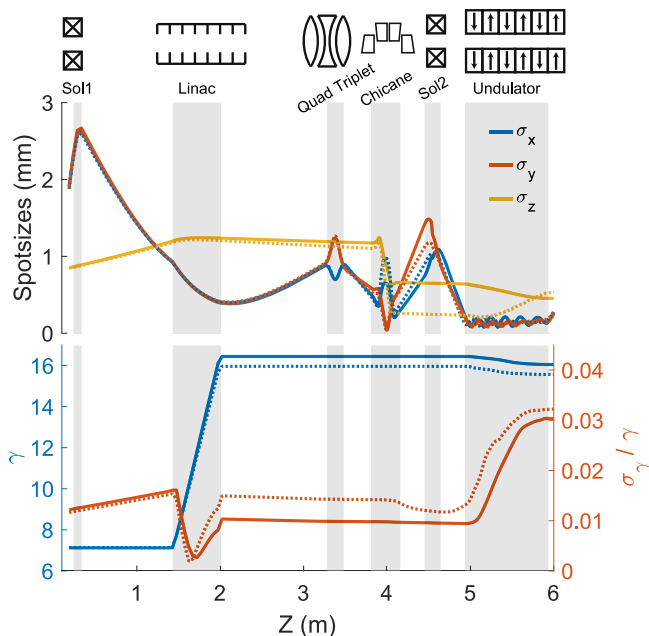 Sol1
Linac
Quad Triplet
Chicane
Sol2
Undulator
3
2
1
0
Spotsizes (mm)
σx
σy
σz
16
14
12
10
8
6
γ
0.04
0.03
0.02
0.01
0
σγ / γ
1 2 3 4 5 6
Z (m)